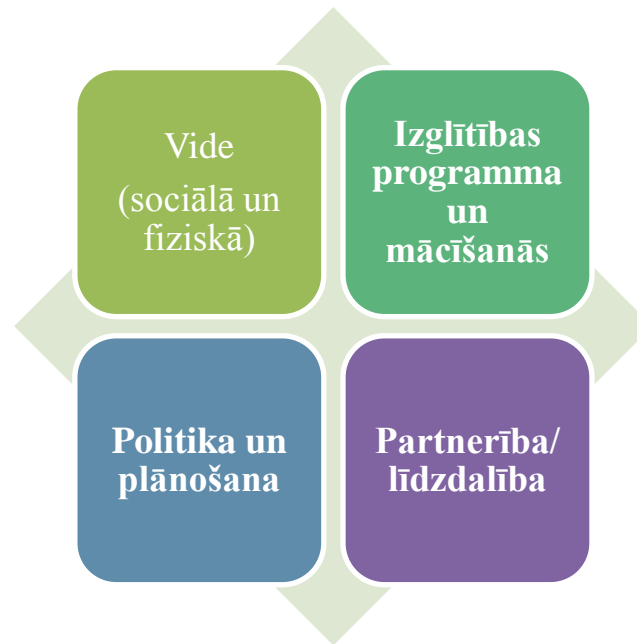 Vide
(sociālā un
fiziskā)
Izglītības
programma
un
mācīšanās
Politika un
plānošana
Partnerība/
līdzdalība